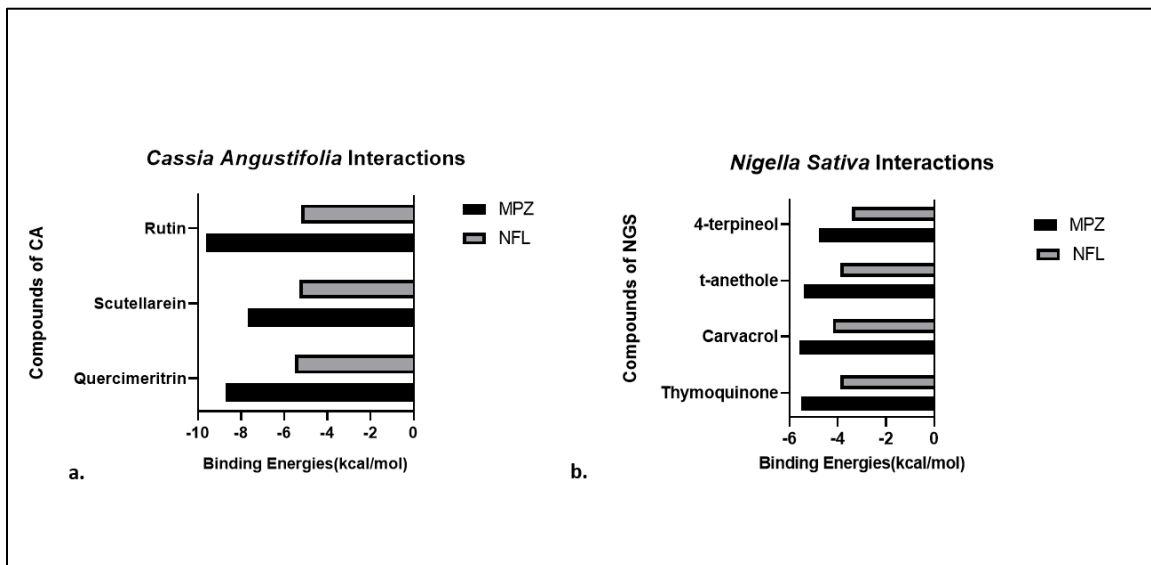 Cassia Angustifolia Interactions
Compounds of CA
Rutin
Scutellarein
Quercimeritrin
-10 -8 -6 -4 -2 0
Binding Energies(kcal/mol)
MPZ
NFL
a.
Nigella Sativa Interactions
Compounds of NGS
4-terpineol
t-anethole
Carvacrol
Thymoquinone
-6 -4 -2 0
Binding Energies(kcal/mol)
MPZ
NFL
b.